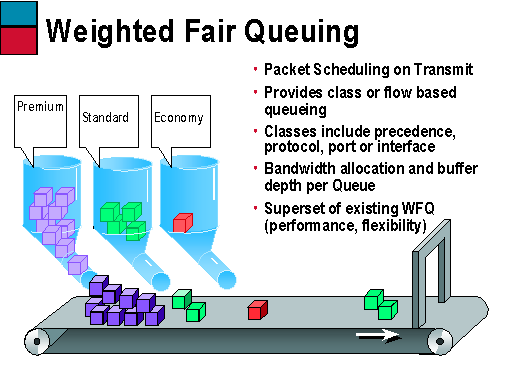 Weighted Fair Queuing
• Packet Scheduling on Transmit
• Provides class or flow based
queueing
• Classes include precedence,
protocol, port or interface
• Bandwidth allocation and buffer
depth per Queue
• Superset of existing WFQ
(performance, flexibility)
Premium
Standard
Economy